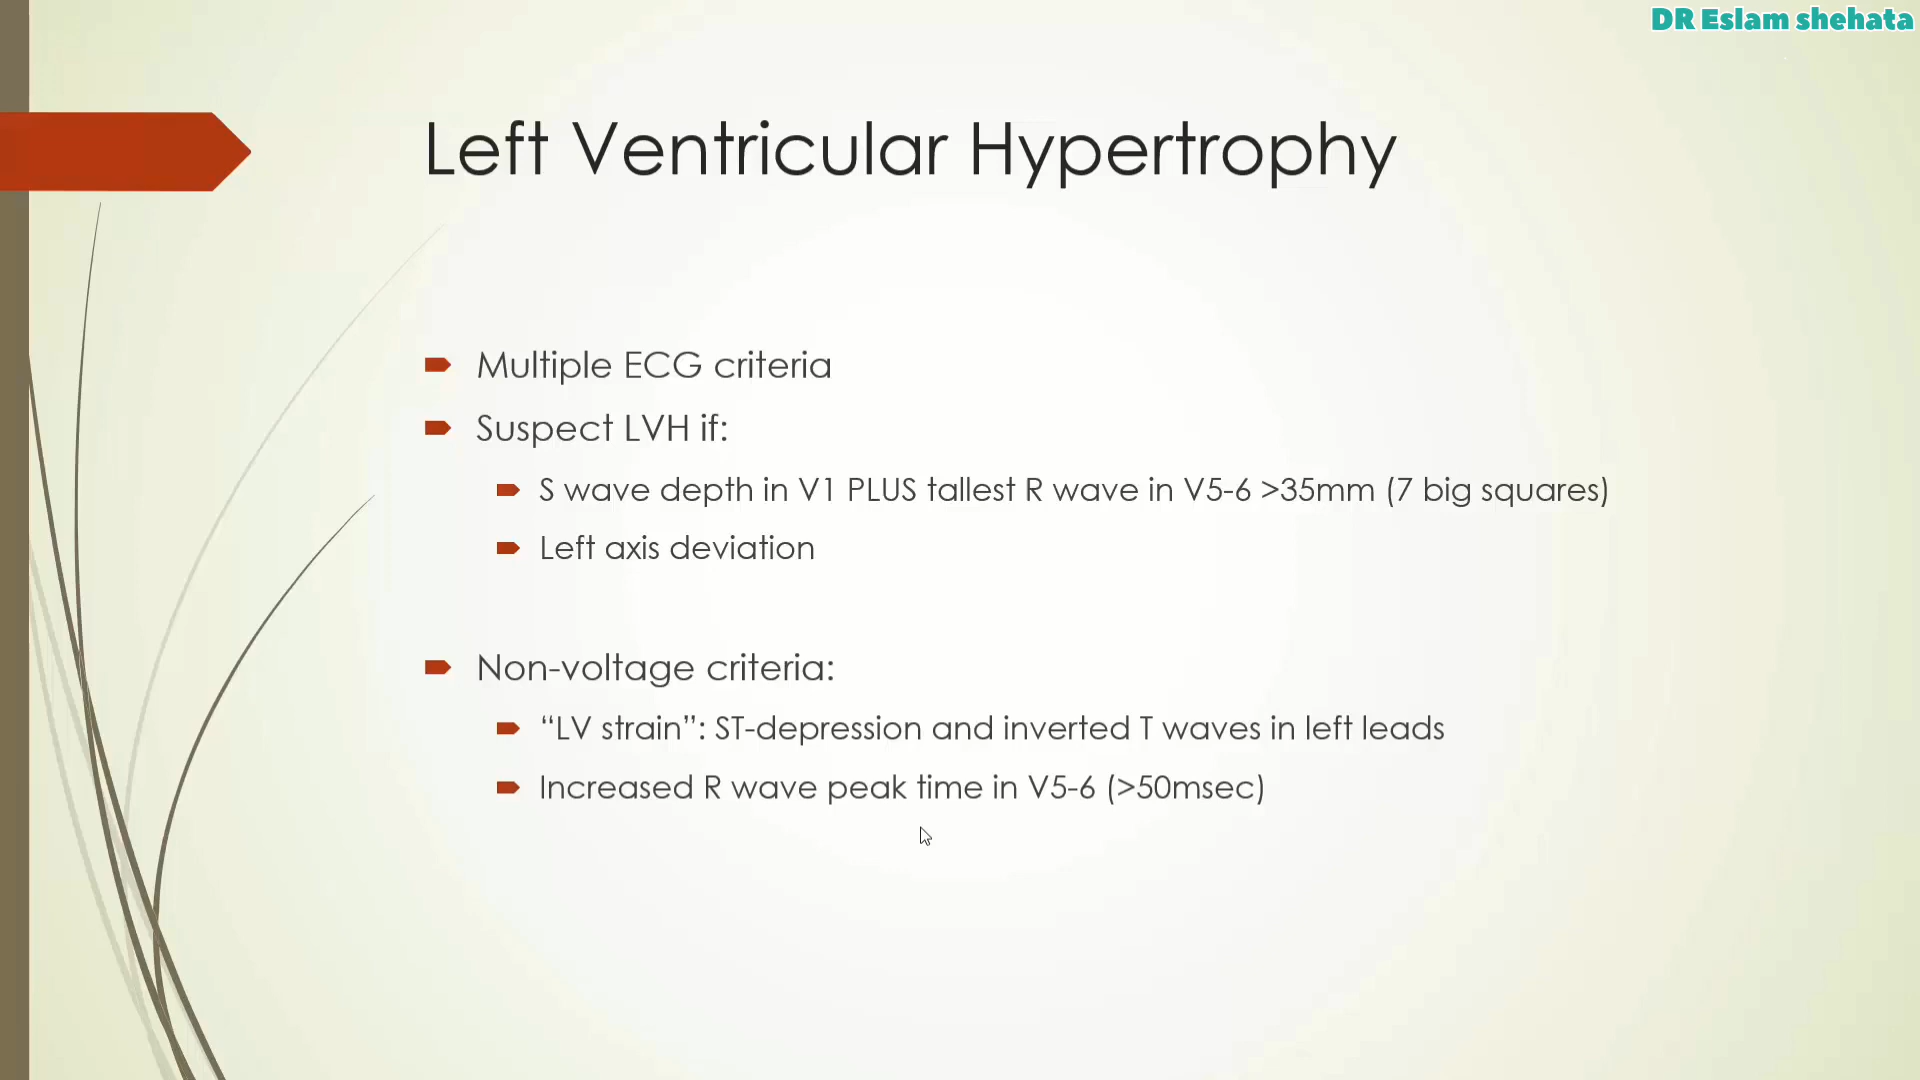 DR Eslam shehata
Left Ventricular Hypertrophy
Multiple ECG criteria
Suspect LVH if:
S wave depth in V1 PLUS tallest R wave in V5-6 >35mm (7 big squares)
Left axis deviation
Non-voltage criteria:
“LV strain”: ST-depression and inverted T waves in left leads
Increased R wave peak time in V5-6 (>50msec)